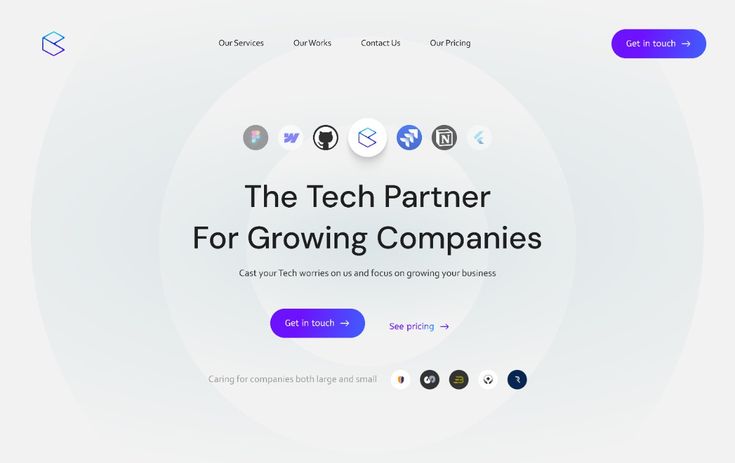 Our Services
Our Works
Contact Us
Our Pricing
Get in touch →
The Tech Partner
For Growing Companies
Cast your Tech worries on us and focus on growing your business
Get in touch →
See pricing →
Caring for companies both large and small